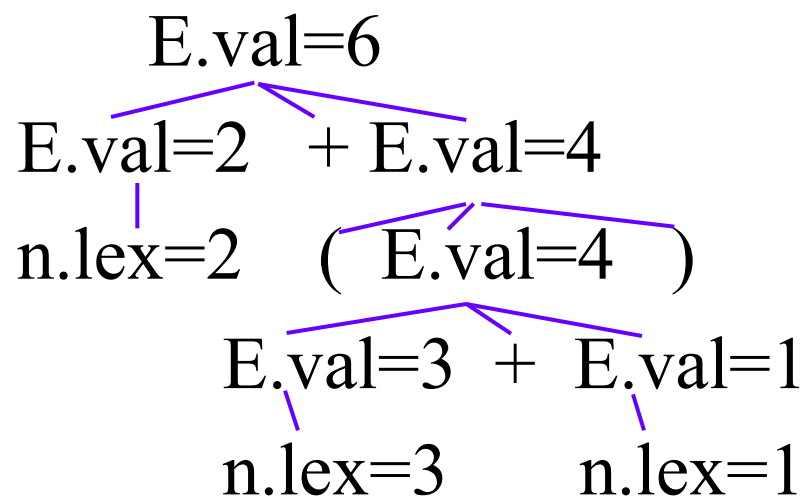 E.val=6
E.val=2 + E.val=4
n.lex=2 ( E.val=4 )
E.val=3 + E.val=1
n.lex=3 n.lex=1